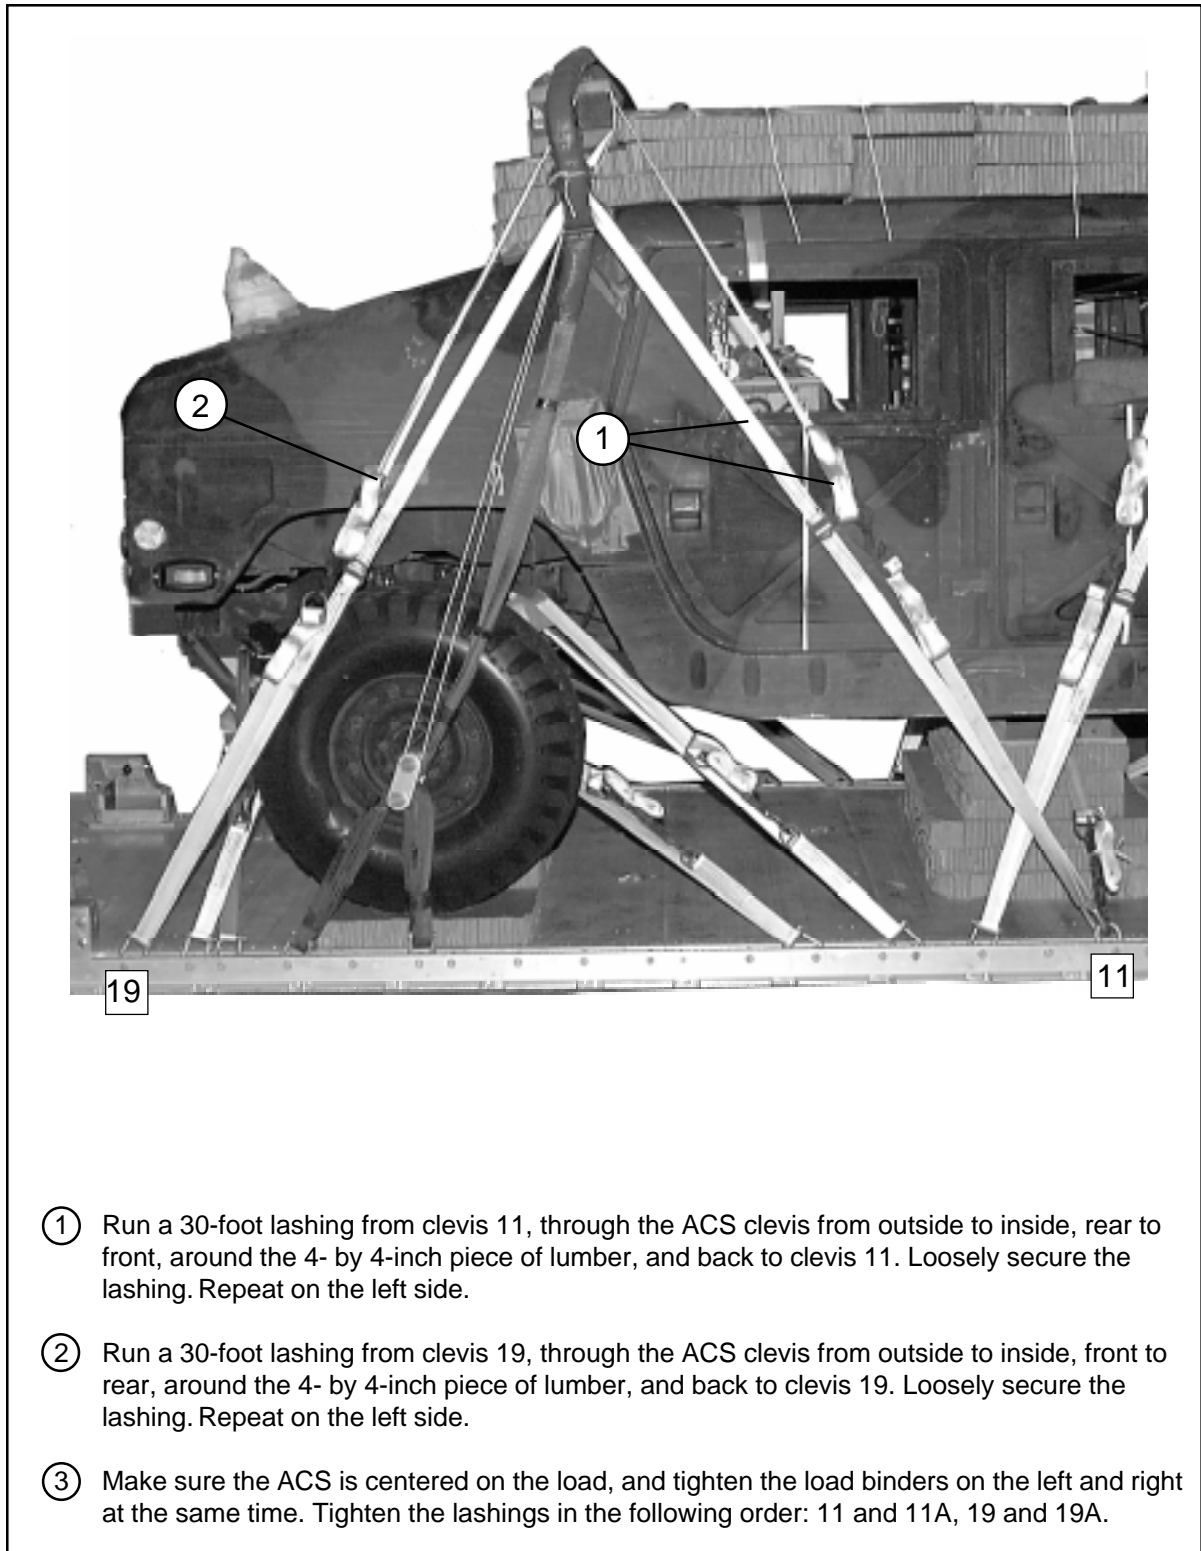 2
1
19
11
1 Run a 30-foot lashing from clevis 11, through the ACS clevis from outside to inside, rear to
front, around the 4- by 4-inch piece of lumber, and back to clevis 11. Loosely secure the
lashing. Repeat on the left side.
2 Run a 30-foot lashing from clevis 19, through the ACS clevis from outside to inside, front to
rear, around the 4- by 4-inch piece of lumber, and back to clevis 19. Loosely secure the
lashing. Repeat on the left side.
3 Make sure the ACS is centered on the load, and tighten the load binders on the left and right
at the same time. Tighten the lashings in the following order: 11 and 11A, 19 and 19A.